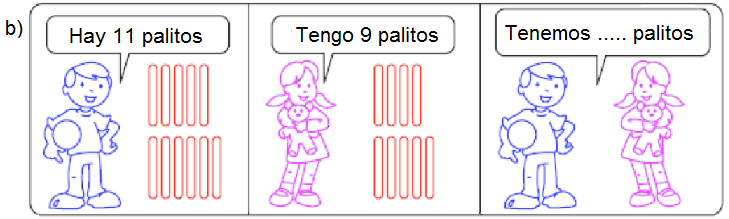 b)
Hay 11 palitos
Tengo 9 palitos
Tenemos ..... palitos